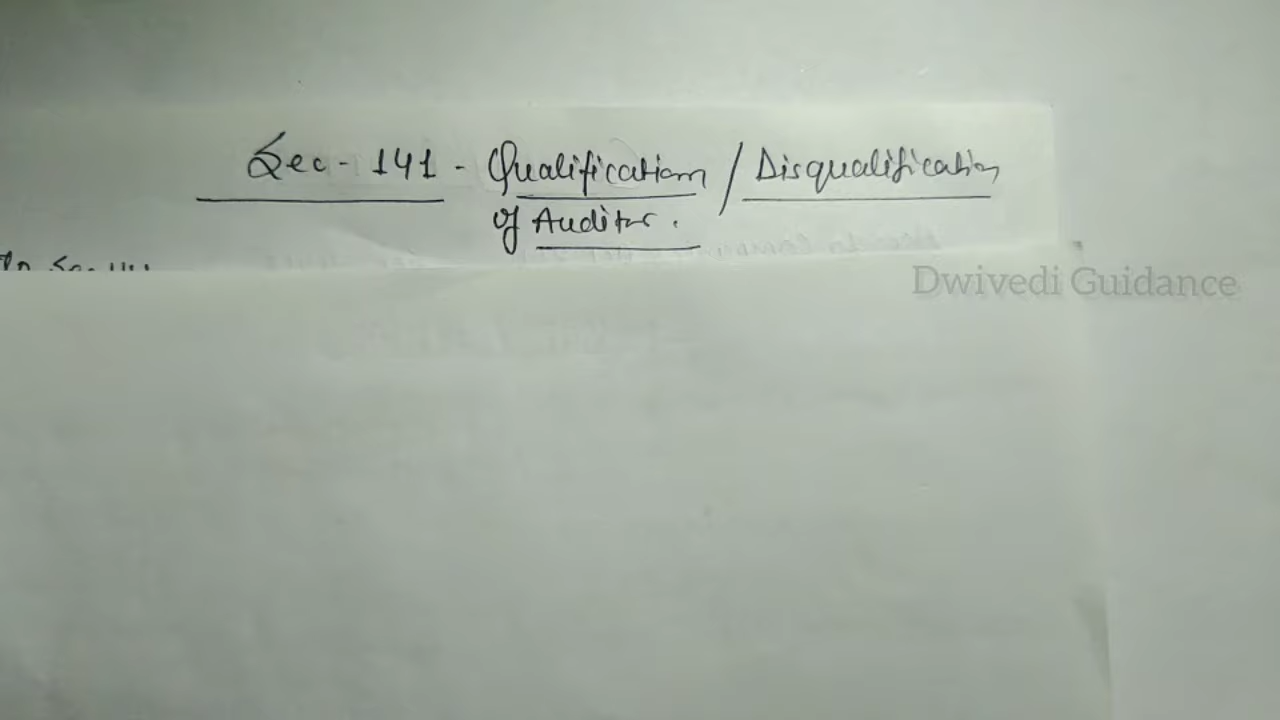 Sec - 141 - Qualification / Disqualification
of Auditor.
Dwivedi Guidance